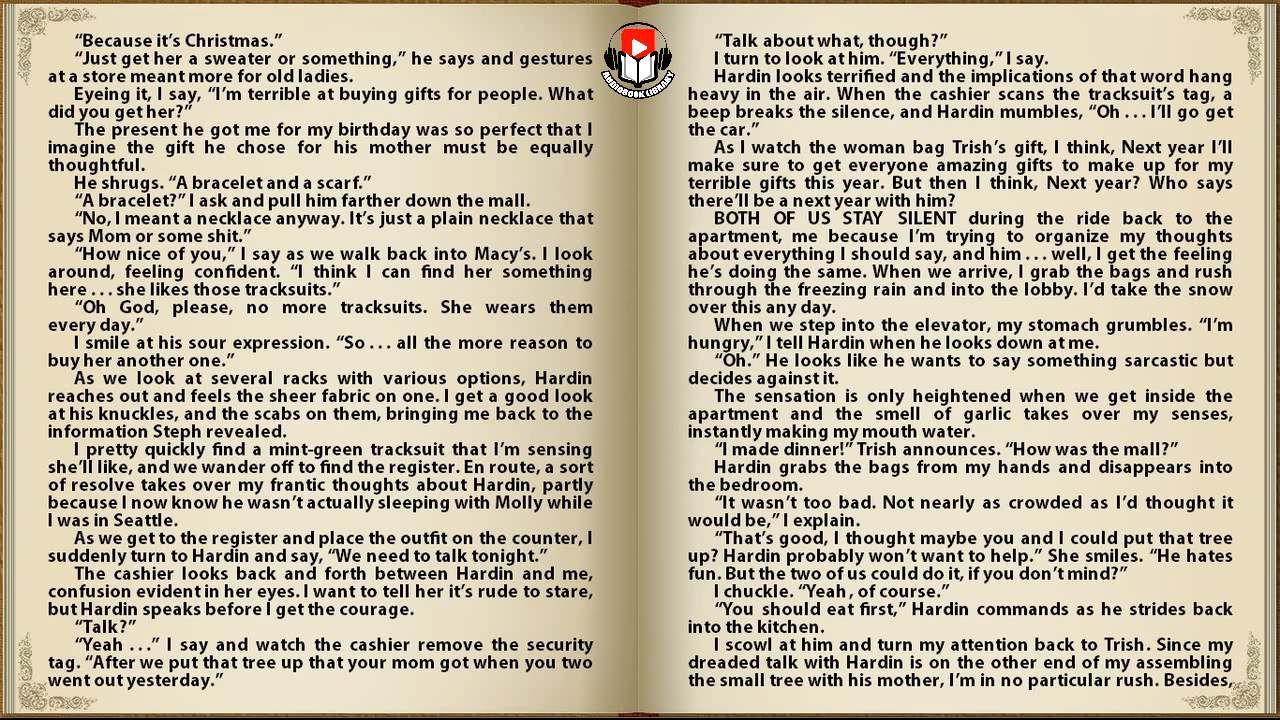 “Because it’s Christmas.”
“Just get her a sweater or something,” he says and gestures
at a store meant more for old ladies.
Eyeing it, I say, “I’m terrible at buying gifts for people. What
did you get her?”
The present he got me for my birthday was so perfect that I
imagine the gift he chose for his mother must be equally
thoughtful.
He shrugs. “A bracelet and a scarf.”
“A bracelet?” I ask and pull him farther down the mall.
“No, I meant a necklace anyway. It’s just a plain necklace that
says Mom or some shit.”
“How nice of you,” I say as we walk back into Macy’s. I look
around, feeling confident. “I think I can find her something
here . . . she likes those tracksuits.”
“Oh God, please, no more tracksuits. She wears them
every day.”
I smile at his sour expression. “So . . . all the more reason to
buy her another one.”
As we look at several racks with various options, Hardin
reaches out and feels the sheer fabric on one. I get a good look
at his knuckles, and the scabs on them, bringing me back to the
information Steph revealed.
I pretty quickly find a mint-green tracksuit that I’m sensing
she’ll like, and we wander off to find the register. En route, a sort
of resolve takes over my frantic thoughts about Hardin, partly
because I now know he wasn’t actually sleeping with Molly while
I was in Seattle.
As we get to the register and place the outfit on the counter, I
suddenly turn to Hardin and say, “We need to talk tonight.”
The cashier looks back and forth between Hardin and me,
confusion evident in her eyes. I want to tell her it’s rude to stare,
but Hardin speaks before I get the courage.
“Talk?”
“Yeah . . .” I say and watch the cashier remove the security
tag. “After we put that tree up that your mom got when you two
went out yesterday.”
AUDIOBOOK LIBRARY
“Talk about what, though?”
I turn to look at him. “Everything,” I say.
Hardin looks terrified and the implications of that word hang
heavy in the air. When the cashier scans the tracksuit’s tag, a
beep breaks the silence, and Hardin mumbles, “Oh . . . I’ll go get
the car.”
As I watch the woman bag Trish’s gift, I think, Next year I’ll
make sure to get everyone amazing gifts to make up for my
terrible gifts this year. But then I think, Next year? Who says
there’ll be a next year with him?
BOTH OF US STAY SILENT during the ride back to the
apartment, me because I’m trying to organize my thoughts
about everything I should say, and him . . . well, I get the feeling
he’s doing the same. When we arrive, I grab the bags and rush
through the freezing rain and into the lobby. I’d take the snow
over this any day.
When we step into the elevator, my stomach grumbles. “I’m
hungry,” I tell Hardin when he looks down at me.
“Oh.” He looks like he wants to say something sarcastic but
decides against it.
The sensation is only heightened when we get inside the
apartment and the smell of garlic takes over my senses,
instantly making my mouth water.
“I made dinner!” Trish announces. “How was the mall?”
Hardin grabs the bags from my hands and disappears into
the bedroom.
“It wasn’t too bad. Not nearly as crowded as I’d thought it
would be,” I explain.
“That’s good, I thought maybe you and I could put that tree
up? Hardin probably won’t want to help.” She smiles. “He hates
fun. But the two of us could do it, if you don’t mind?”
I chuckle. “Yeah, of course.”
“You should eat first,” Hardin commands as he strides back
into the kitchen.
I scowl at him and turn my attention back to Trish. Since my
dreaded talk with Hardin is on the other end of my assembling
the small tree with his mother, I’m in no particular rush. Besides,